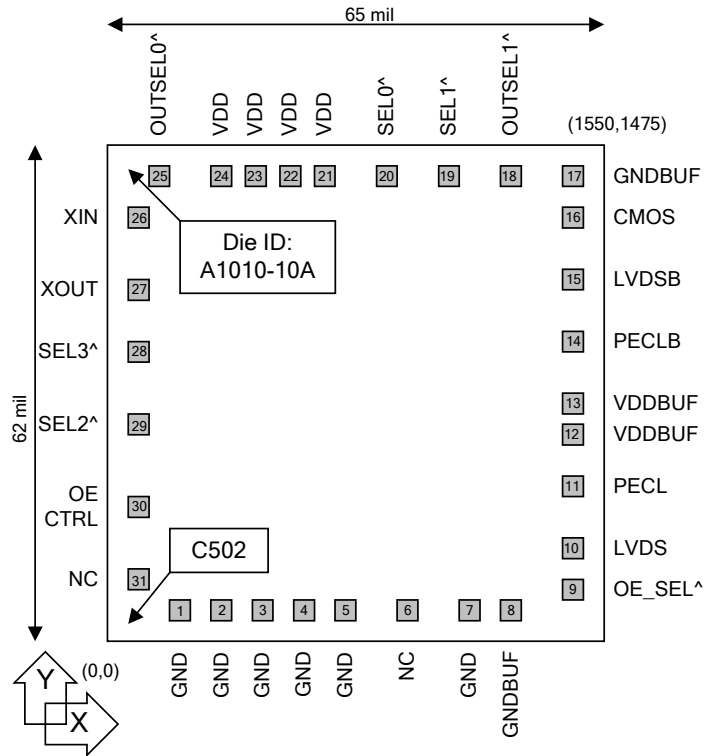 65 mil
OUTSEL0^
VDD
VDD
VDD
VDD
SEL0^
SEL1^
OUTSEL1^
(1550,1475)
25
24
23
22
21
20
19
18
17
GNDBUF
XIN
26
16
CMOS
Die ID:
A1010-10A
XOUT
27
15
LVDSB
SEL3^
28
14
PECLB
62 mil
SEL2^
29
13
VDDBUF
12
VDDBUF
OE
CTRL
30
11
PECL
C502
10
LVDS
NC
31
9
OE_SEL^
1
2
3
4
5
6
7
8
(0,0)
Y
X
GND
GND
GND
GND
GND
NC
GND
GNDBUF